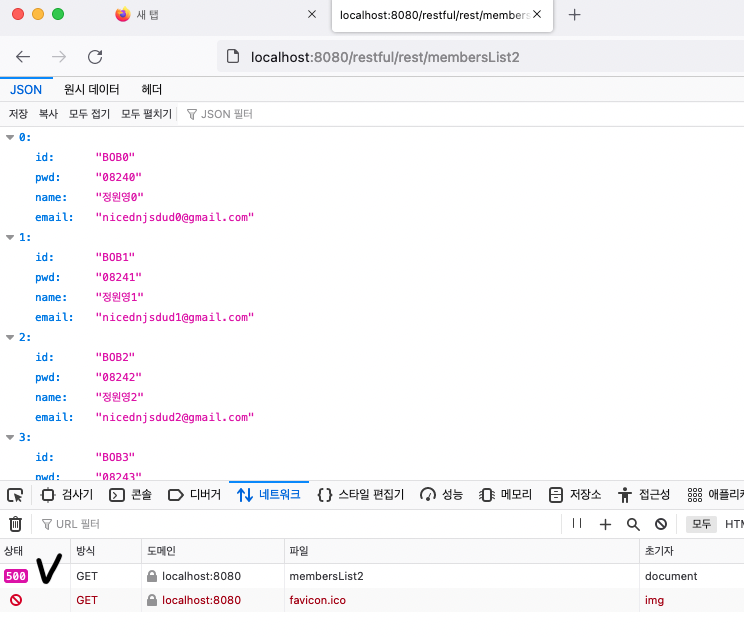 새 탭
localhost:8080/restful/rest/members
localhost:8080/restful/rest/membersList2
JSON 원시 데이터 헤더
저장 복사 모두 접기 모두 펼치기 JSON 필터
0:
id: "BOB0"
pwd: "08240"
name: "정원영0"
email: "nicednjsdud0@gmail.com"
1:
id: "BOB1"
pwd: "08241"
name: "정원영1"
email: "nicednjsdud1@gmail.com"
2:
id: "BOB2"
pwd: "08242"
name: "정원영2"
email: "nicednjsdud2@gmail.com"
3:
id: "BOB3"
pwd: "08243"
검사기 콘솔 디버거 네트워크 스타일 편집기 성능 메모리 저장소 접근성 애플리케
URL 필터 모두 HTM
상태 방식 도메인 파일 초기자
500 GET localhost:8080 membersList2 document
GET localhost:8080 favicon.ico img